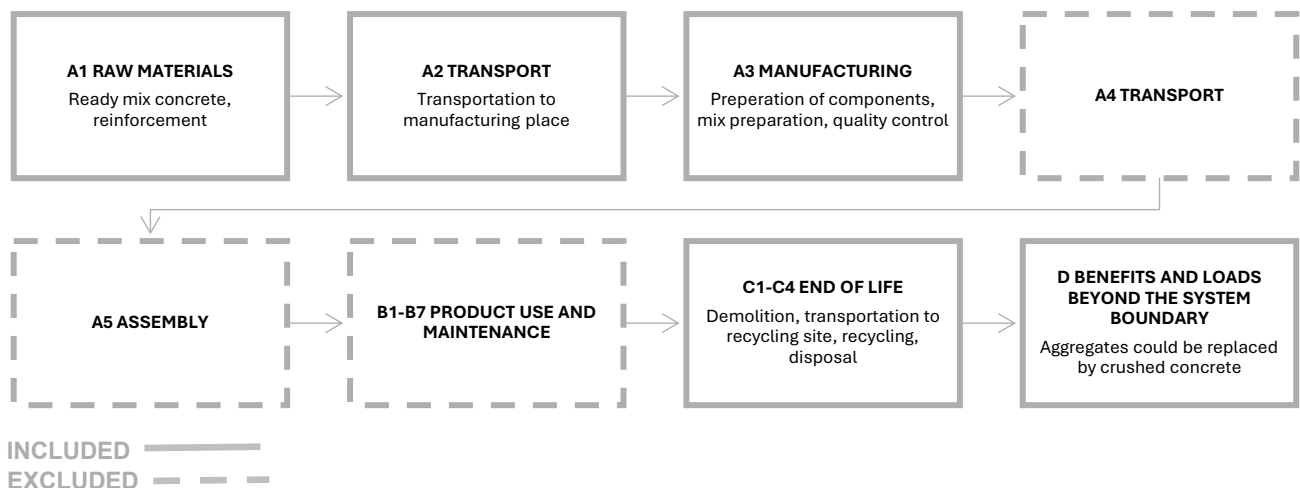 A1 RAW MATERIALS
Ready mix concrete,
reinforcement
A2 TRANSPORT
Transportation to
manufacturing place
A3 MANUFACTURING
Preperation of components,
mix preparation, quality control
A4 TRANSPORT
A5 ASSEMBLY
B1-B7 PRODUCT USE AND
MAINTENANCE
C1-C4 END OF LIFE
Demolition, transportation to
recycling site, recycling,
disposal
D BENEFITS AND LOADS
BEYOND THE SYSTEM
BOUNDARY
Aggregates could be replaced
by crushed concrete
INCLUDED
EXCLUDED